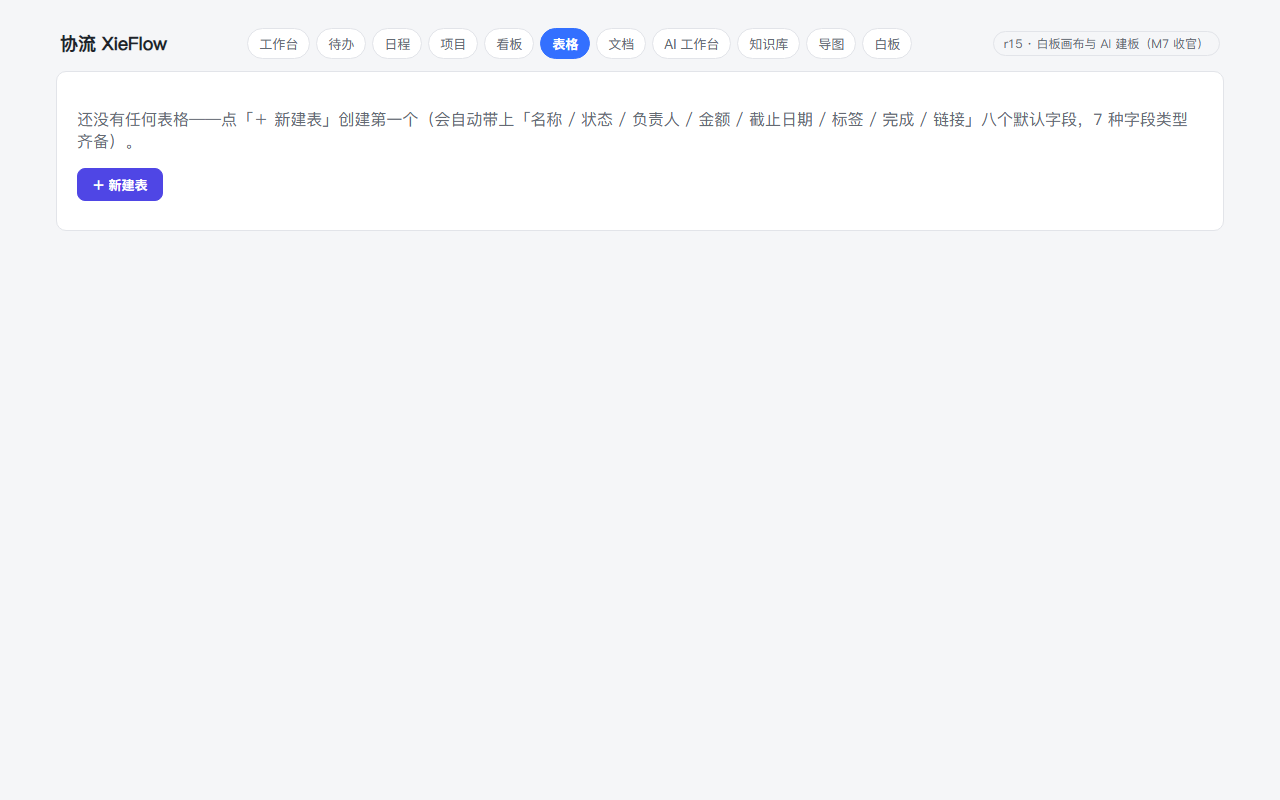 协流 XieFlow
工作台
待办
日程
项目
看板
表格
文档
AI 工作台
知识库
导图
白板
r15 · 白板画布与 AI 建板（M7 收官）
还没有任何表格——点「＋ 新建表」创建第一个（会自动带上「名称 / 状态 / 负责人 / 金额 / 截止日期 / 标签 / 完成 / 链接」八个默认字段，7 种字段类型
齐备）。
＋ 新建表